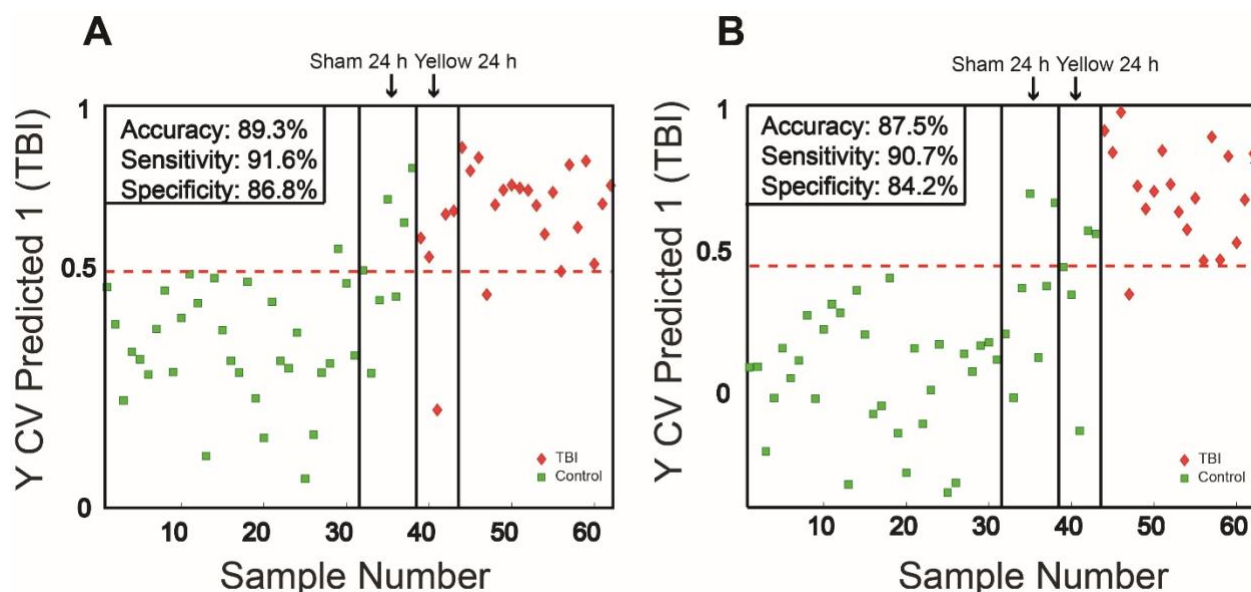 A
Sham 24 h Yellow 24 h
1
Accuracy: 89.3%
Sensitivity: 91.6%
Specificity: 86.8%
0.5
0
Y CV Predicted 1 (TBI)
TBI
Control
10 20 30 40 50 60
Sample Number
B
Sham 24 h Yellow 24 h
1
Accuracy: 87.5%
Sensitivity: 90.7%
Specificity: 84.2%
0.5
0
Y CV Predicted 1 (TBI)
TBI
Control
10 20 30 40 50 60
Sample Number